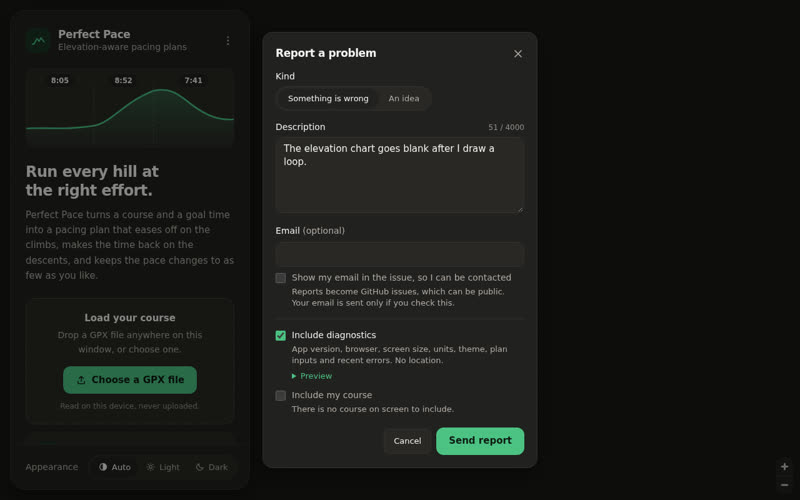 Perfect Pace
Elevation-aware pacing plans
8:05
8:52
7:41
Run every hill at
the right effort.
Perfect Pace turns a course and a goal time
into a pacing plan that eases off on the
climbs, makes the time back on the
descents, and keeps the pace changes to as
few as you like.
Load your course
Drop a GPX file anywhere on this
window, or choose one.
Choose a GPX file
Read on this device, never uploaded.
Appearance
Auto
Light
Dark
Report a problem
Kind
Something is wrong
An idea
Description
51 / 4000
The elevation chart goes blank after I draw a
loop.
Email (optional)
Show my email in the issue, so I can be contacted
Reports become GitHub issues, which can be public.
Your email is sent only if you check this.
Include diagnostics
App version, browser, screen size, units, theme, plan
inputs and recent errors. No location.
Preview
Include my course
There is no course on screen to include.
Cancel
Send report